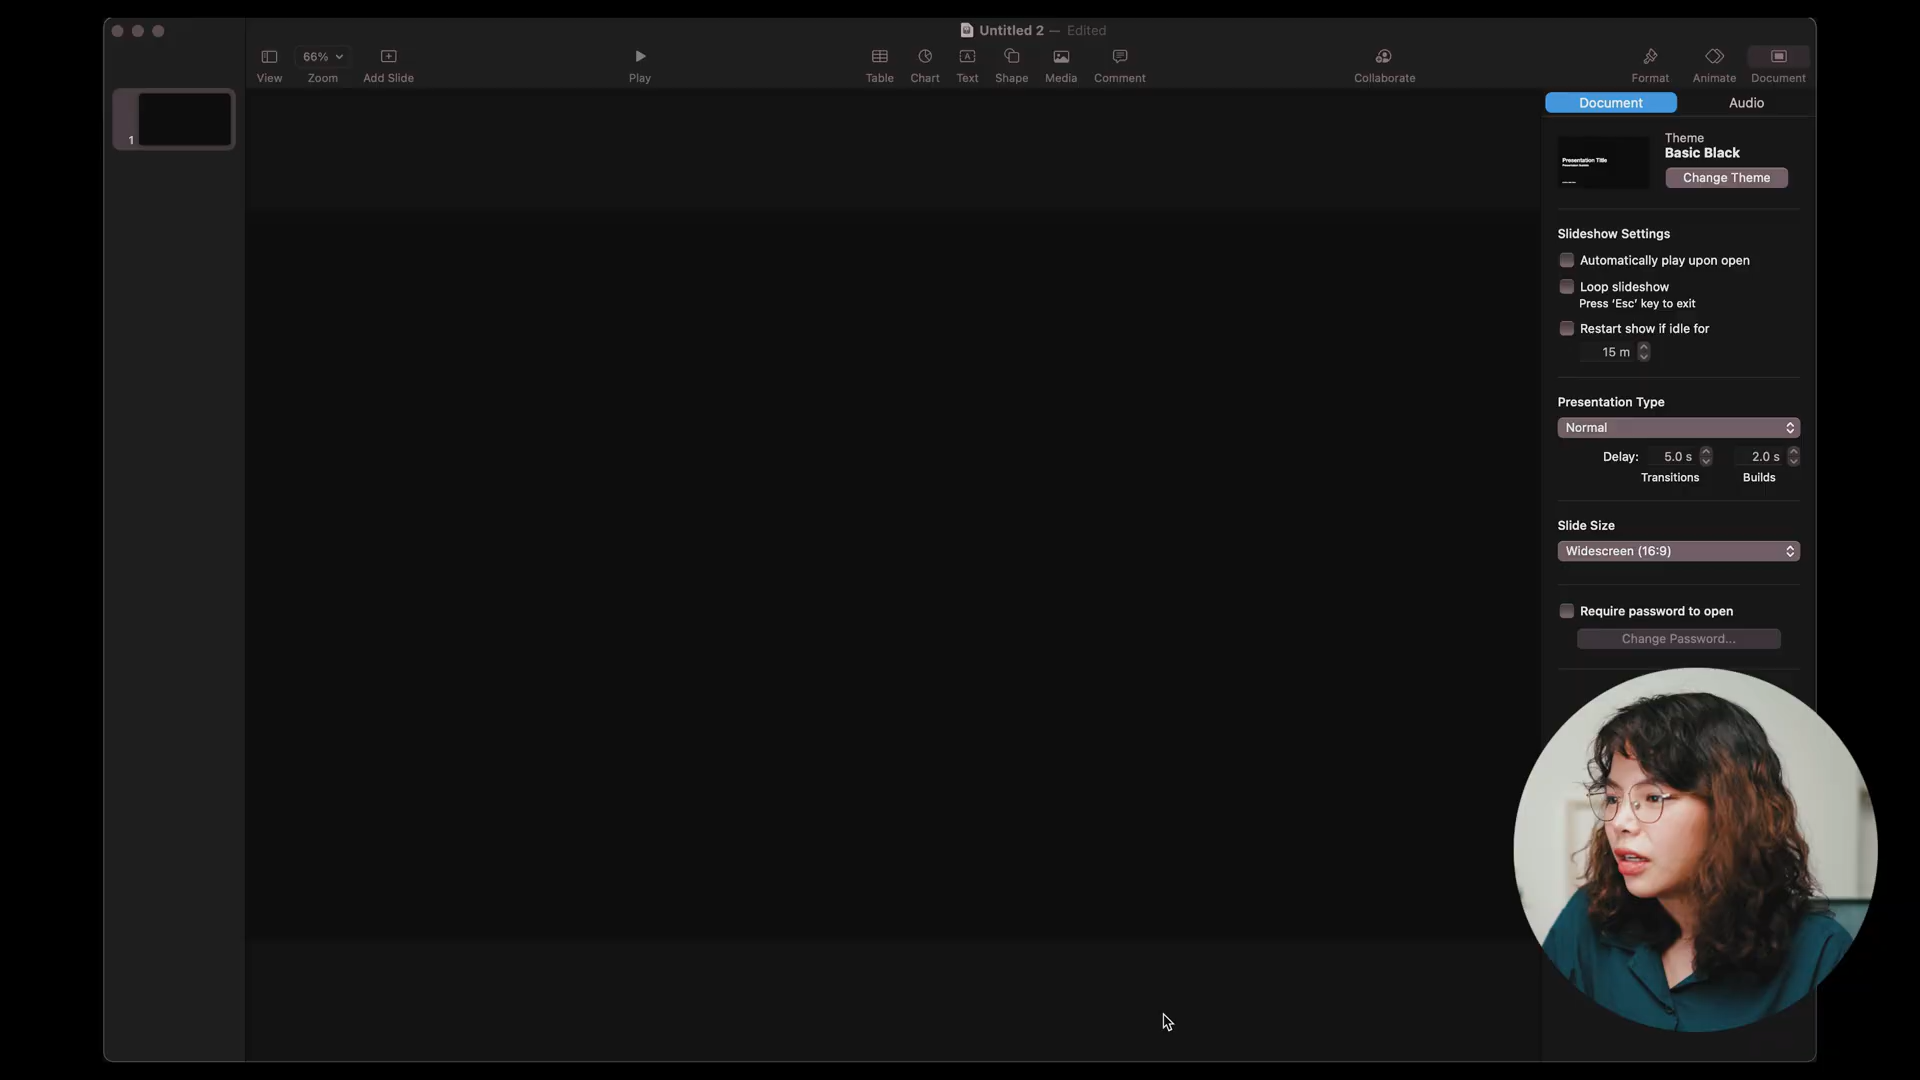 Untitled 2 — Edited
66%
View
Zoom
Add Slide
Play
Table
Chart
Text
Shape
Media
Comment
Collaborate
Format
Animate
Document
1
Document
Audio
Presentation Title
Theme
Basic Black
Change Theme
Slideshow Settings
Automatically play upon open
Loop slideshow
Press ‘Esc’ key to exit
Restart show if idle for
15 m
Presentation Type
Normal
Delay:
5.0 s
2.0 s
Transitions
Builds
Slide Size
Widescreen (16:9)
Require password to open
Change Password...